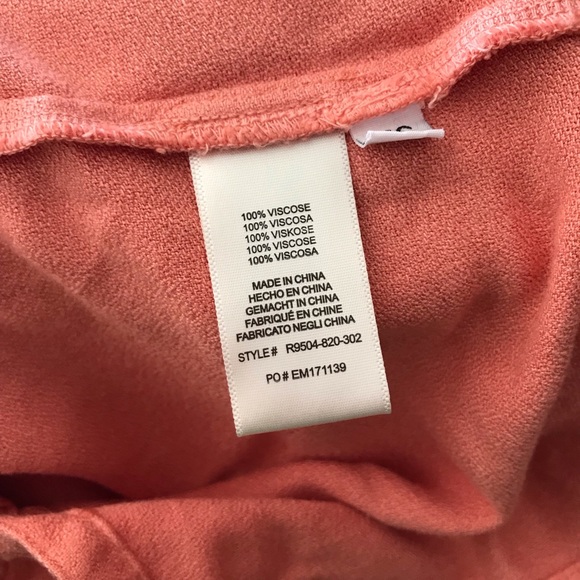 100% VISCOSE
100% VISCOSA
100% VISKOSE
100% VISCOSE
100% VISCOSA
MADE IN CHINA
HECHO EN CHINA
GEMACHT IN CHINA
FABRIQUÉ EN CHINE
FABRICATO NEGLI CHINA
STYLE# R9504-820-302
PO# EM171139